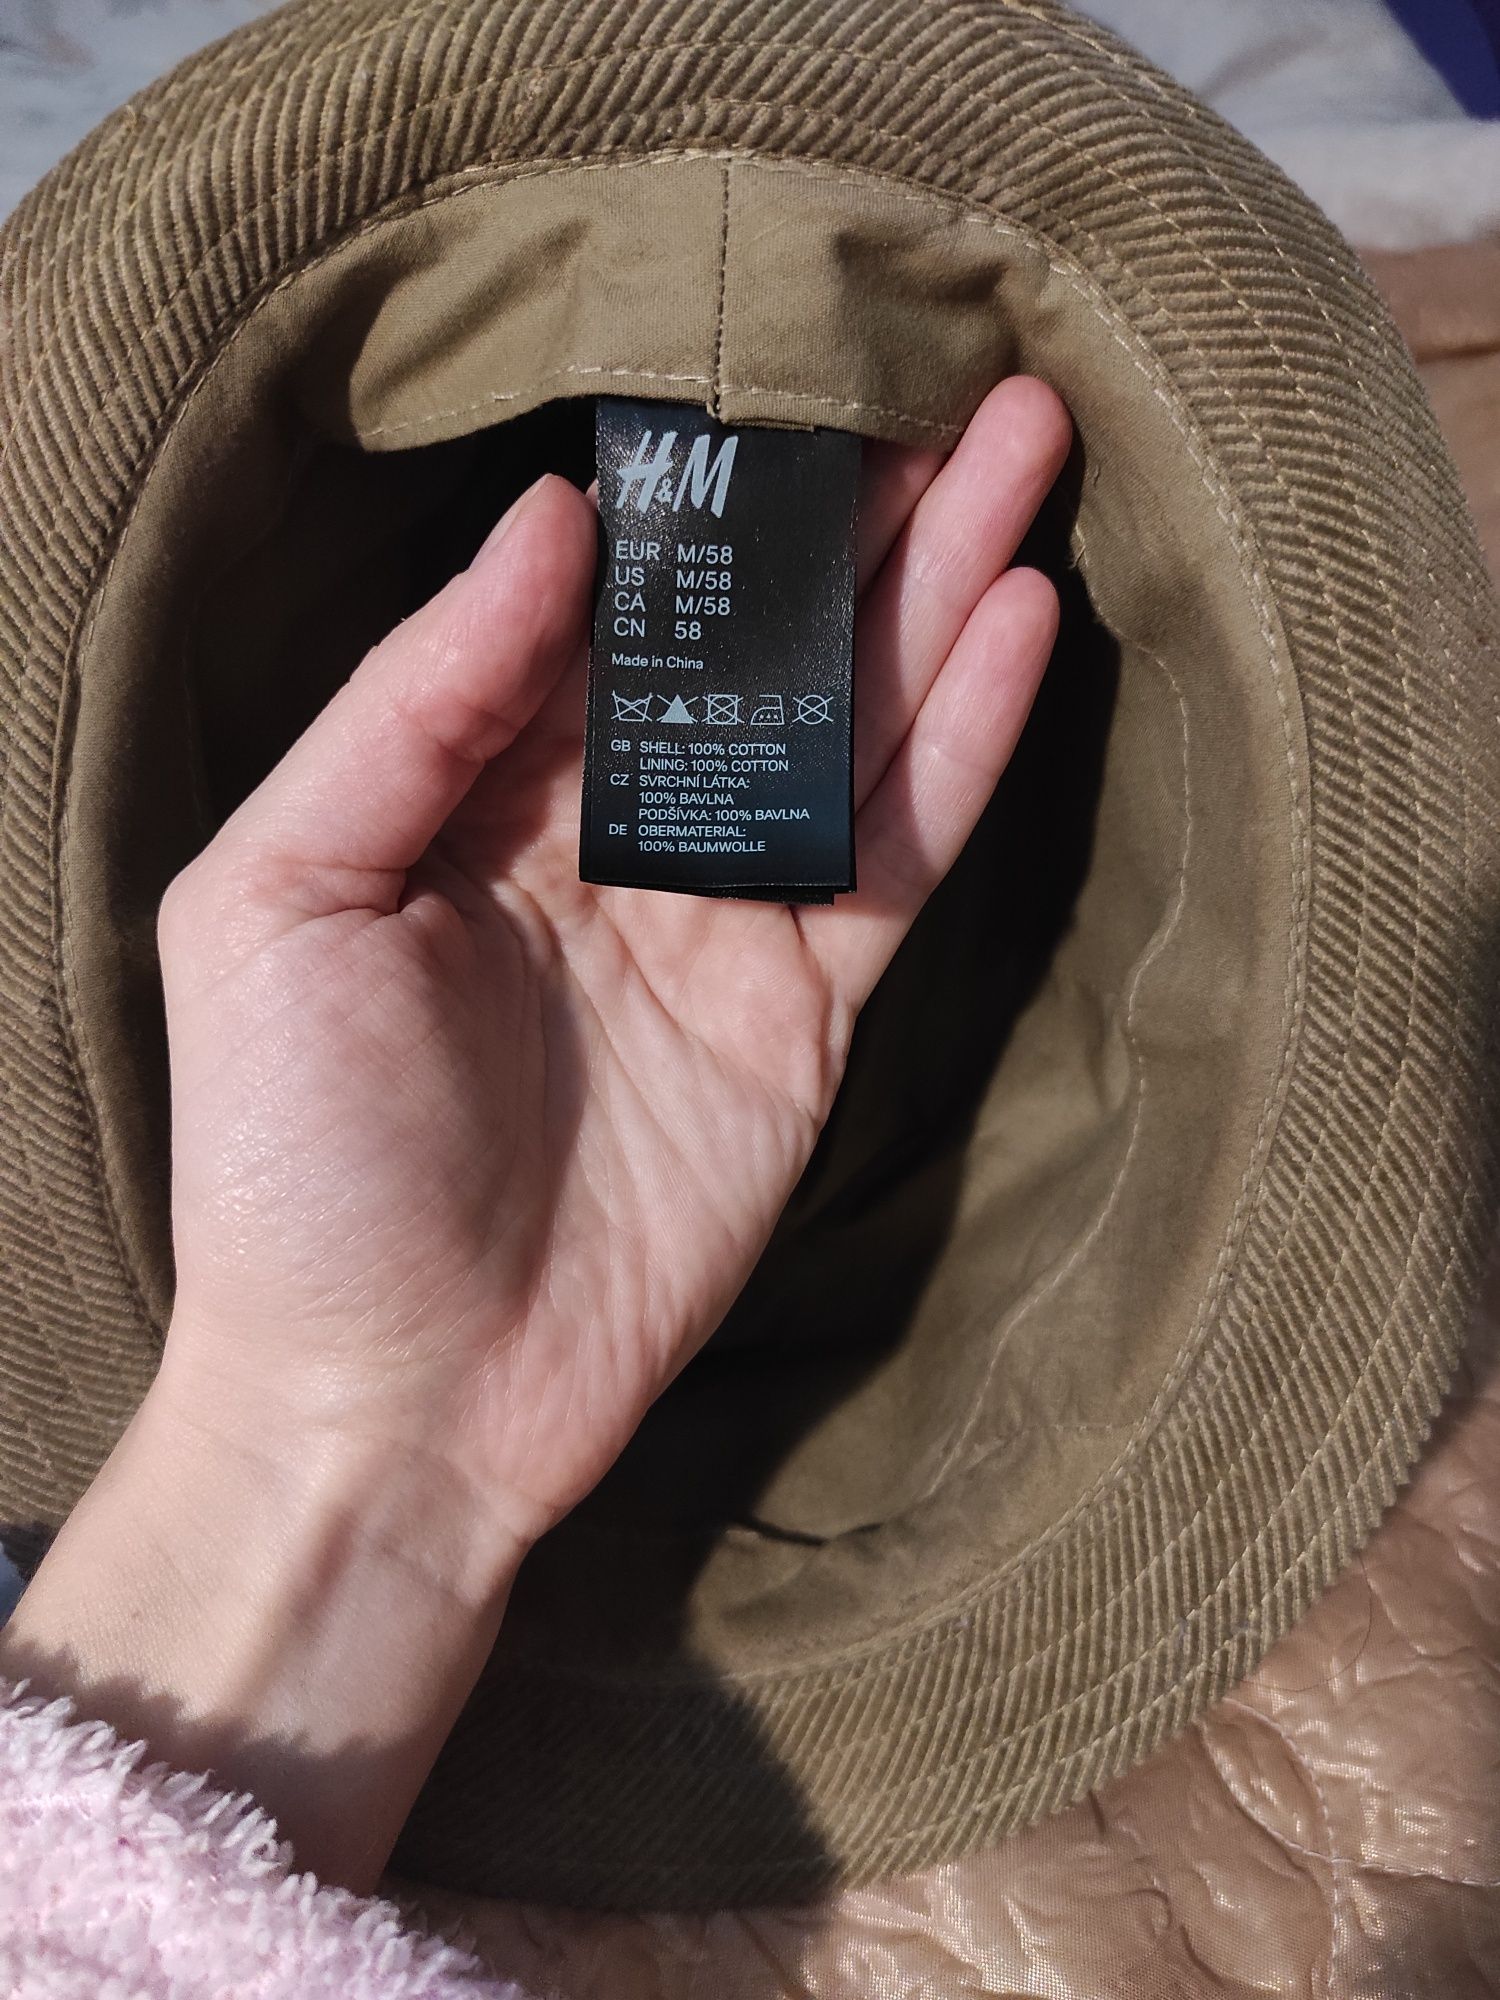 H&M
EUR M/58
US M/58
CA M/58
CN 58
Made in China
GB SHELL: 100% COTTON
LINING: 100% COTTON
CZ SVRCHNÍ LÁTKA:
100% BAVLNA
PODŠÍVKA: 100% BAVLNA
DE OBERMATERIAL:
100% BAUMWOLLE